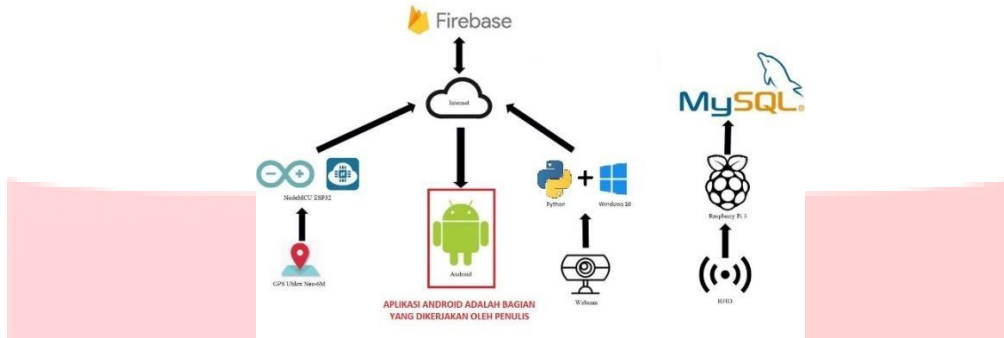 Firebase
Internet
MySQL
NodeMCU ESP32
Python
Windows 10
Raspberry Pi 3
Android
GPS Ublox Neo-6M
Webcam
RFID
APLIKASI ANDROID ADALAH BAGIAN
YANG DIKERJAKAN OLEH PENULIS